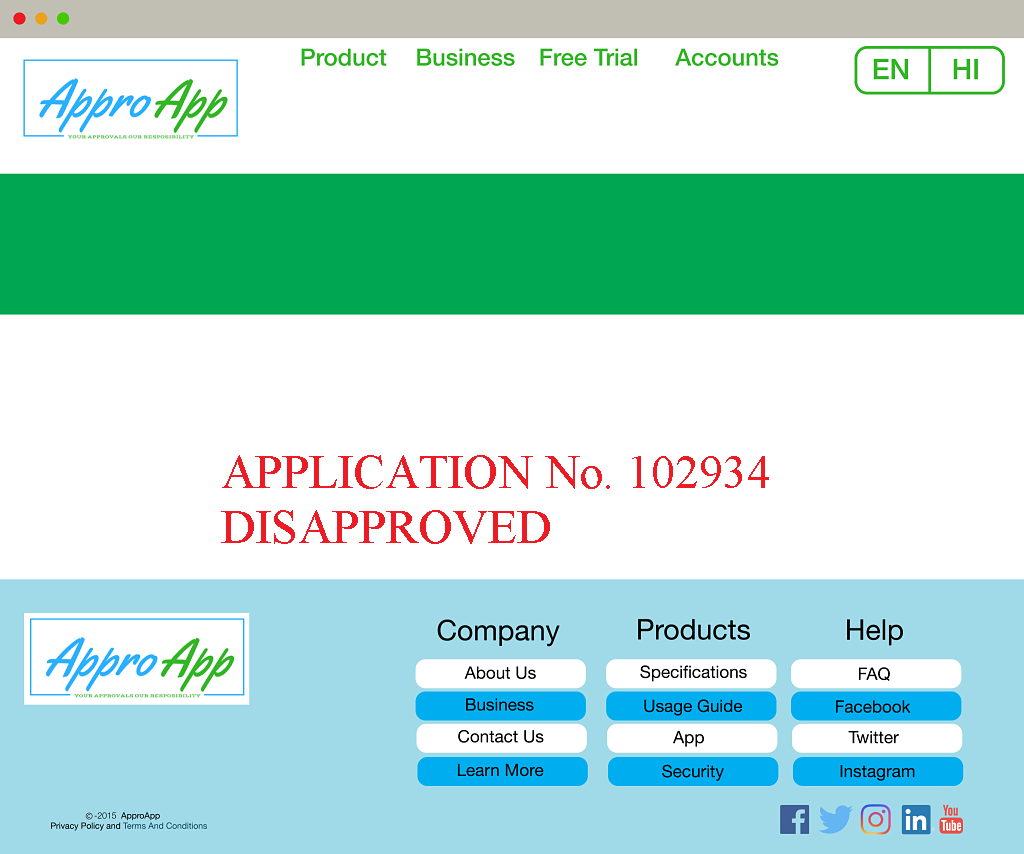 Product Business Free Trial Accounts
EN HI
Appro App
YOUR APPROVALS OUR RESPOSIBILITY
APPLICATION No. 102934
DISAPPROVED
Appro App
YOUR APPROVALS OUR RESPOSIBILITY
Company
About Us
Business
Contact Us
Learn More
Products
Specifications
Usage Guide
App
Security
Help
FAQ
Facebook
Twitter
Instagram
© -2015 ApproApp
Privacy Policy and Terms And Conditions
f
in
You
Tube